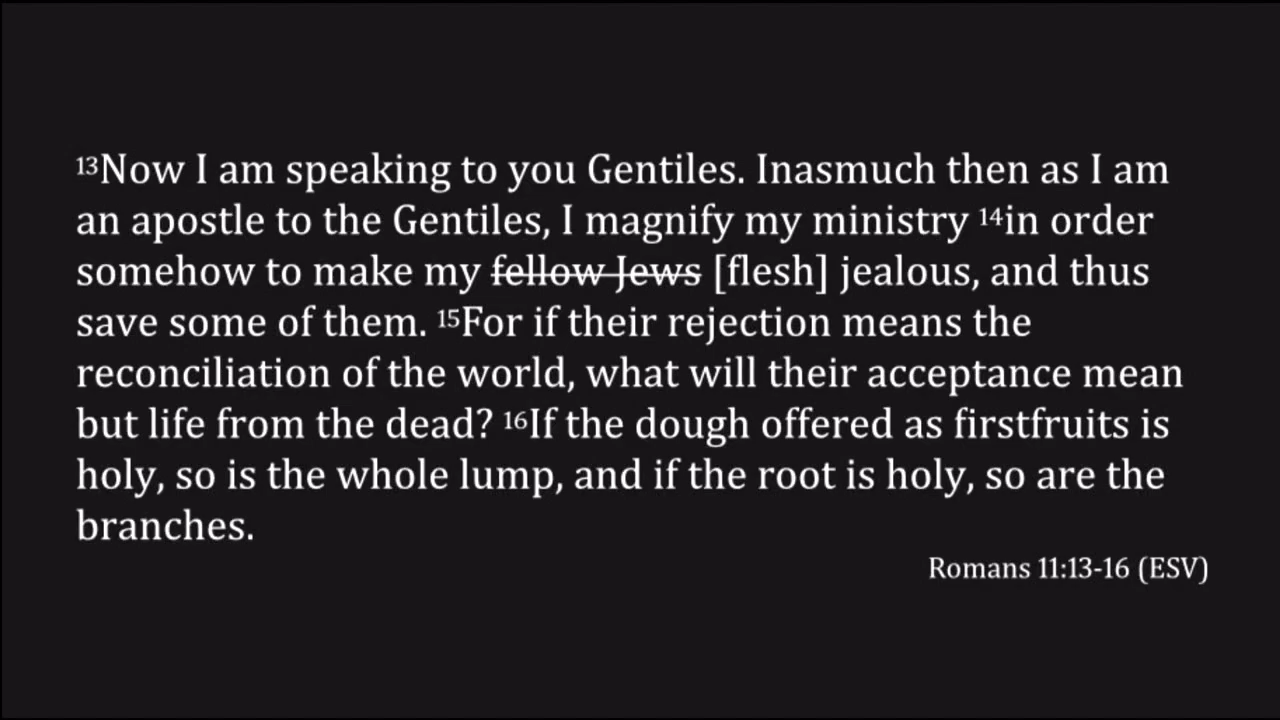 13Now I am speaking to you Gentiles. Inasmuch then as I am
an apostle to the Gentiles, I magnify my ministry 14in order
somehow to make my fellow Jews [flesh] jealous, and thus
save some of them. 15For if their rejection means the
reconciliation of the world, what will their acceptance mean
but life from the dead? 16If the dough offered as firstfruits is
holy, so is the whole lump, and if the root is holy, so are the
branches.
Romans 11:13-16 (ESV)